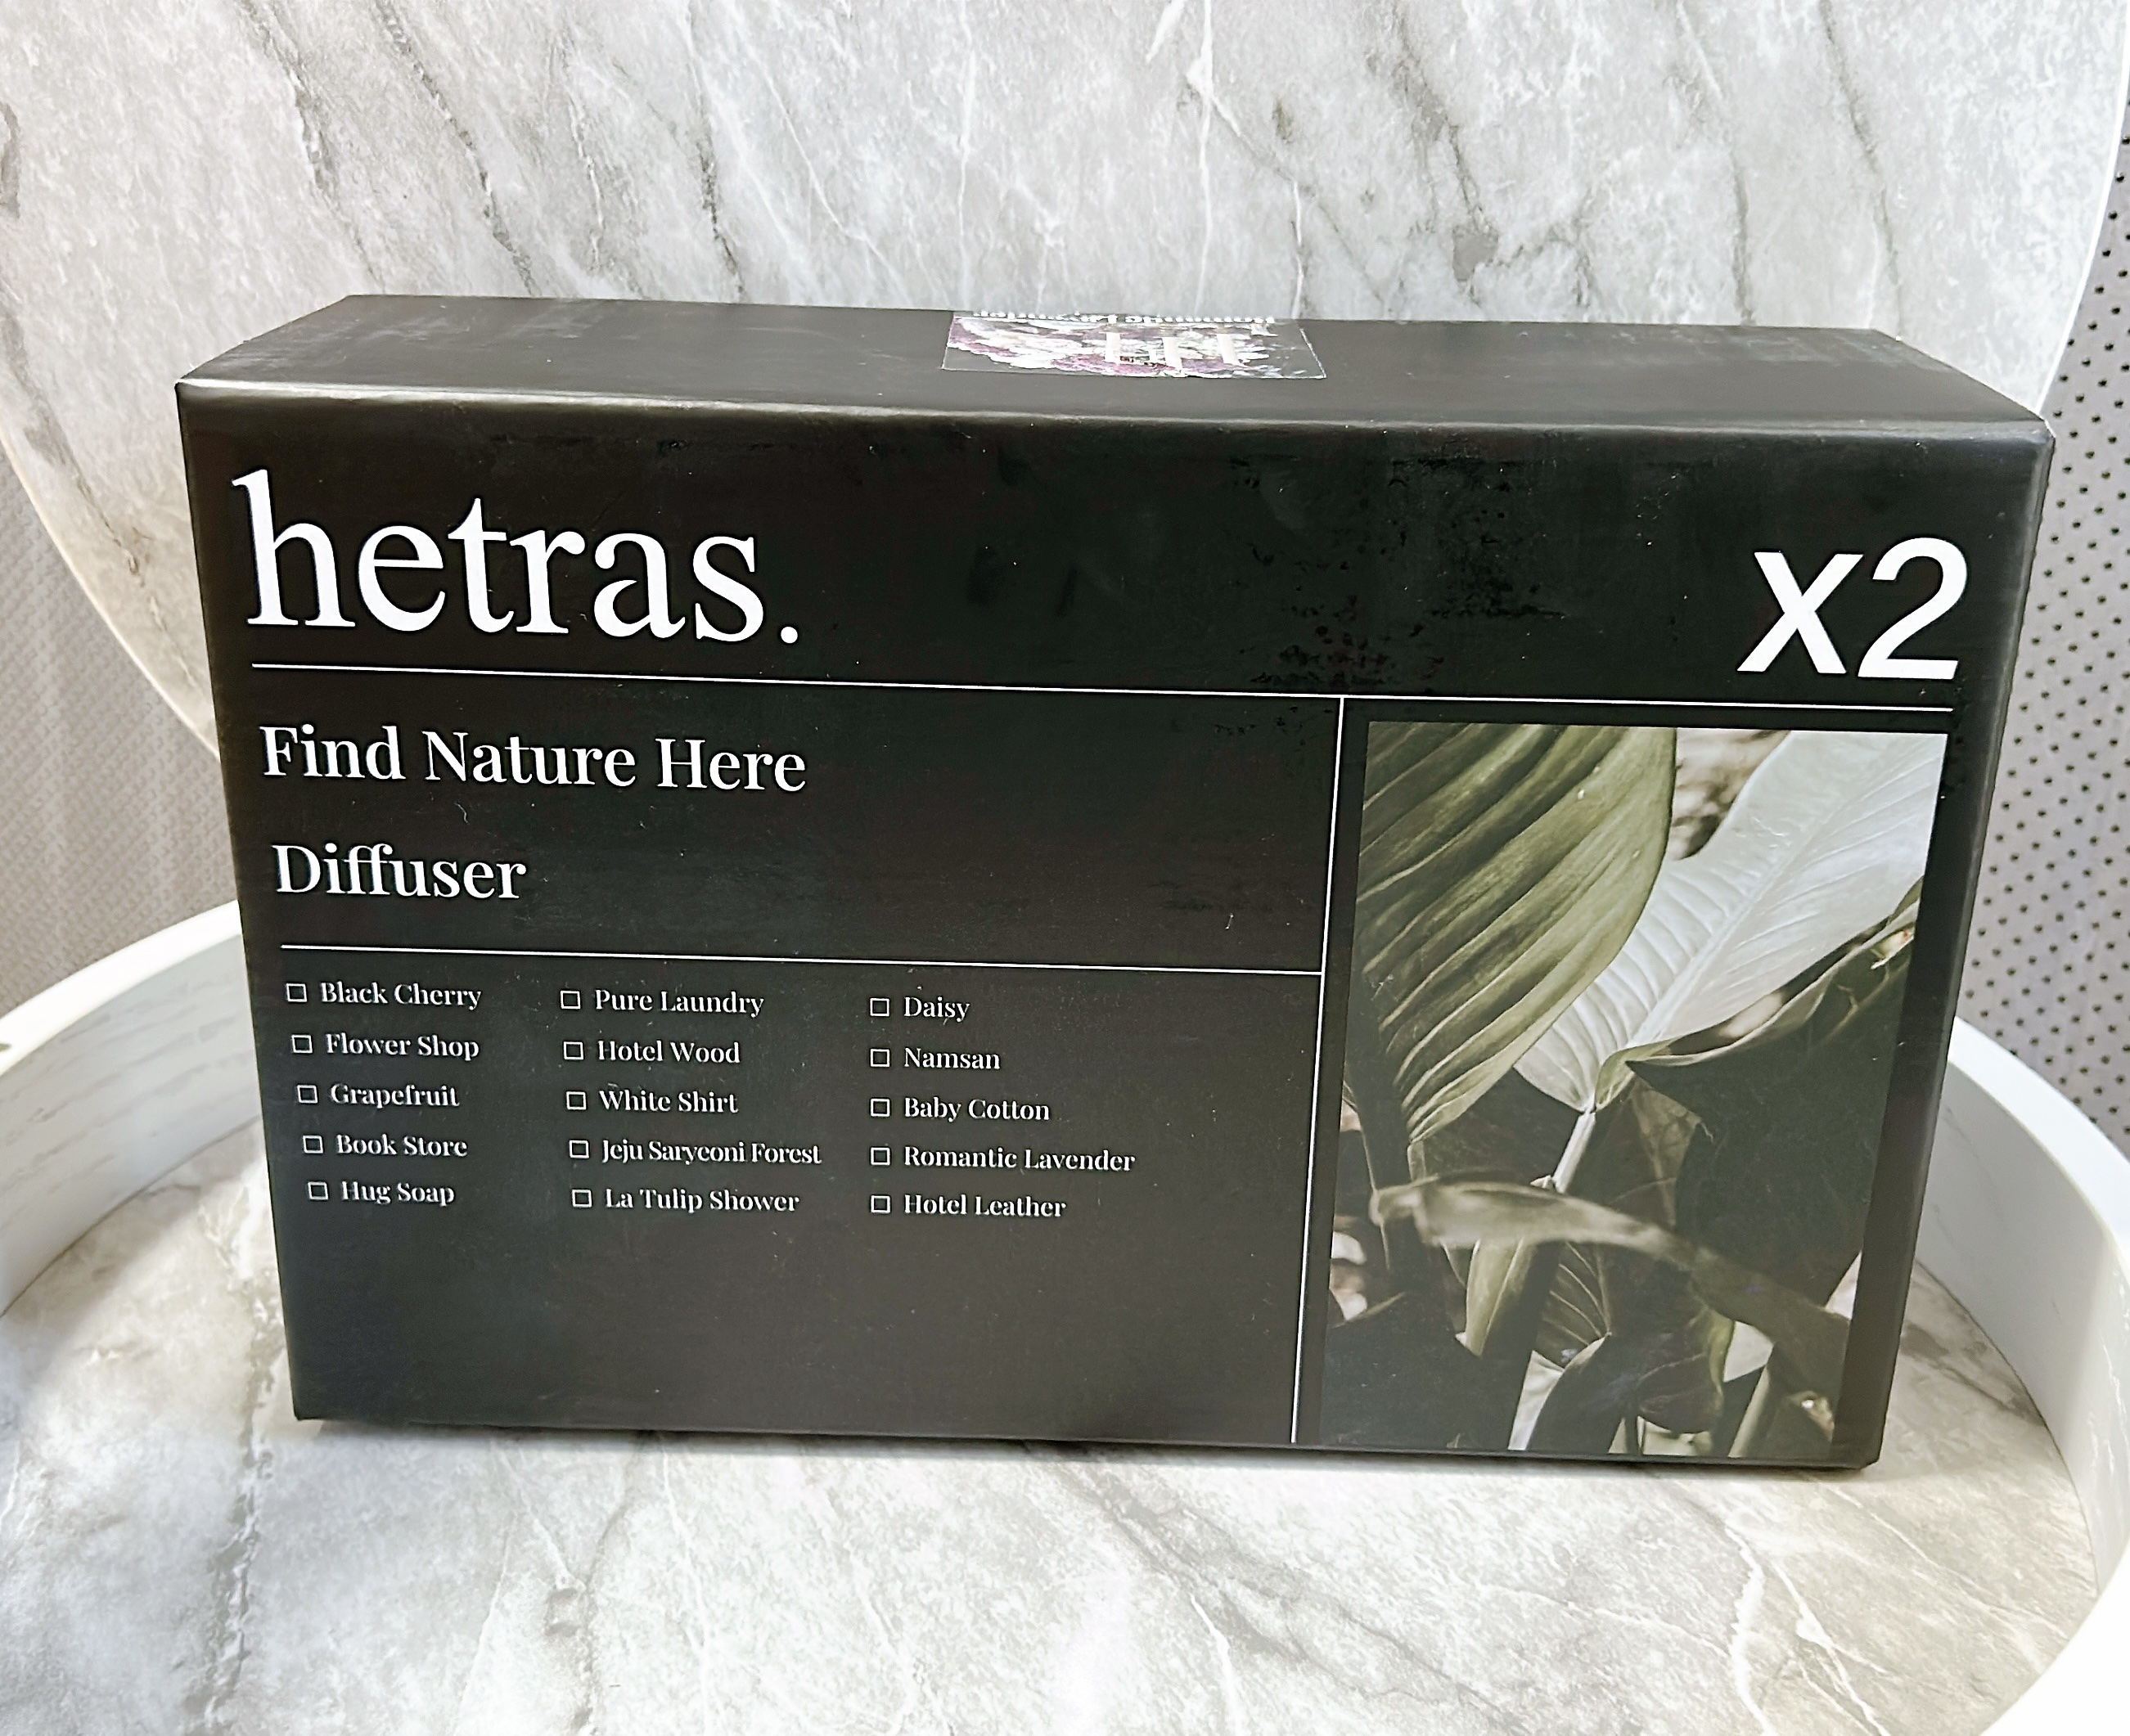 hetras.
x2
Find Nature Here
Diffuser
☐ Black Cherry
☐ Flower Shop
☐ Grapefruit
☐ Book Store
☐ Hug Soap
☐ Pure Laundry
☐ Hotel Wood
☐ White Shirt
☐ Jeju Saryeoni Forest
☐ La Tulip Shower
☐ Daisy
☐ Namsan
☐ Baby Cotton
☐ Romantic Lavender
☐ Hotel Leather